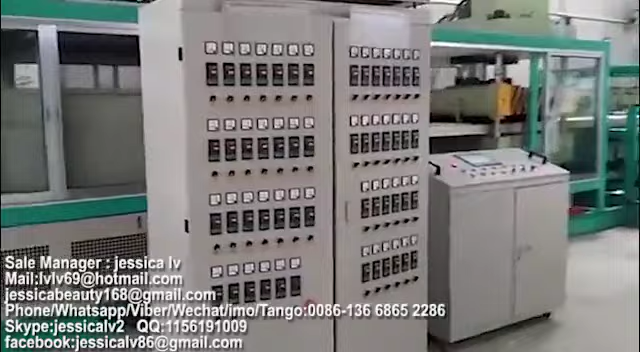 Sale Manager : jessica lv
Mail:lvlv69@hotmail.com
jessicabeauty168@gmail.com
Phone/Whatsapp/Viber/Wechat/imo/Tango:0086-136 6865 2286
Skype:jessicalv2 QQ:1156191009
facebook:jessicalv86@gmail.com